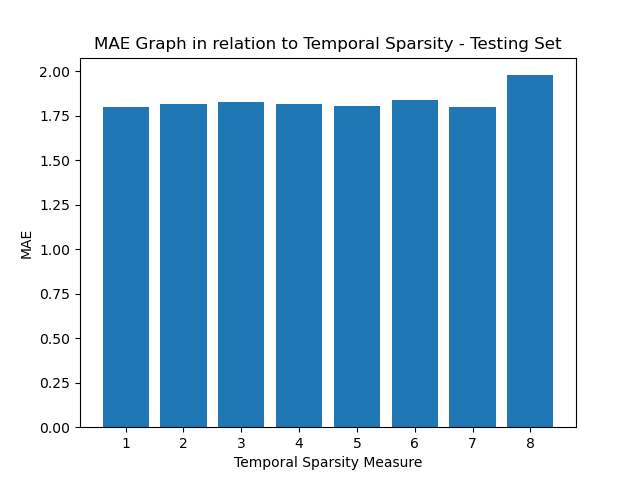 MAE Graph in relation to Temporal Sparsity - Testing Set
2.00
1.75
1.50
1.25
1.00
0.75
0.50
0.25
0.00
MAE
1 2 3 4 5 6 7 8
Temporal Sparsity Measure